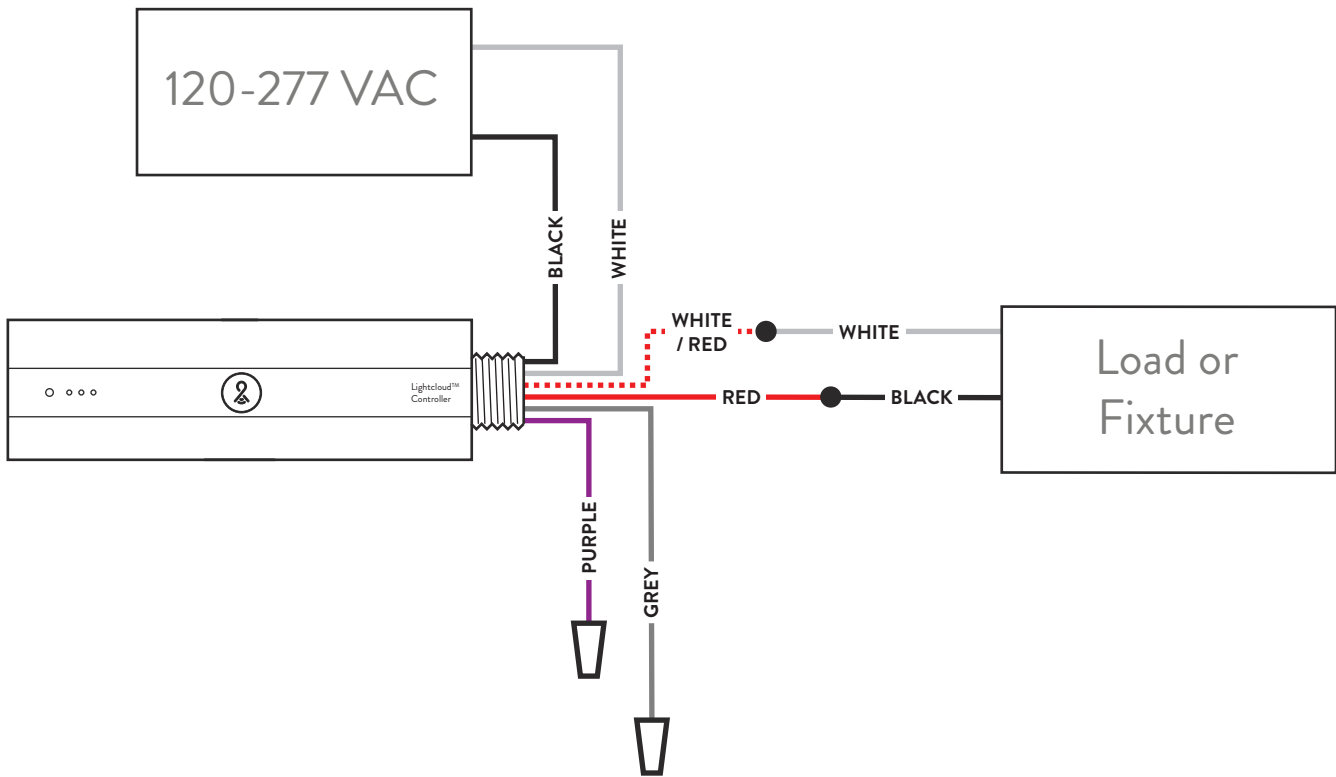 120-277 VAC
BLACK
WHITE
WHITE
/ RED
WHITE
Load or
Fixture
Lightcloud™
Controller
RED
BLACK
PURPLE
GREY